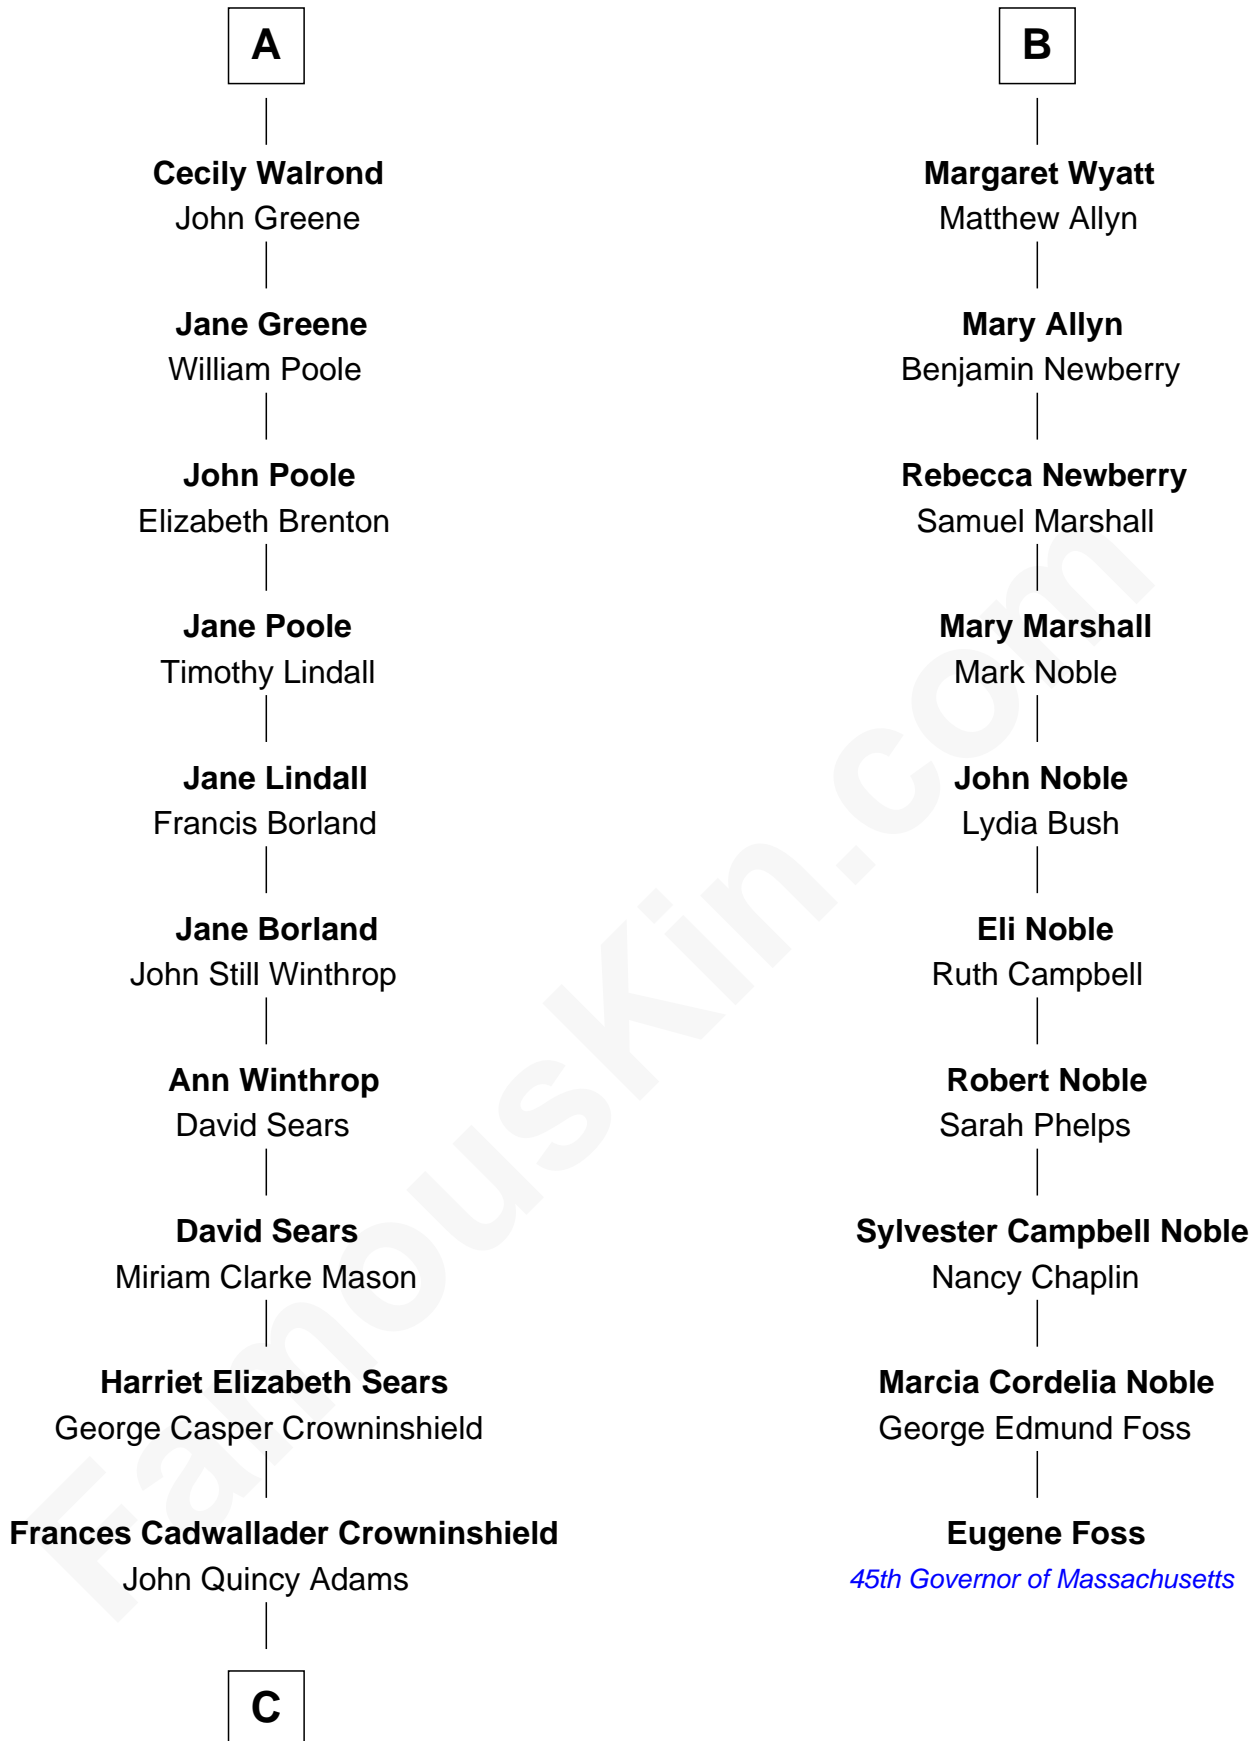 A
Cecily Walrond
John Greene
Jane Greene
William Poole
John Poole
Elizabeth Brenton
Jane Poole
Timothy Lindall
Jane Lindall
Francis Borland
Jane Borland
John Still Winthrop
Ann Winthrop
David Sears
David Sears
Miriam Clarke Mason
Harriet Elizabeth Sears
George Casper Crowninshield
Frances Cadwallader Crowninshield
John Quincy Adams
C
B
Margaret Wyatt
Matthew Allyn
Mary Allyn
Benjamin Newberry
Rebecca Newberry
Samuel Marshall
Mary Marshall
Mark Noble
John Noble
Lydia Bush
Eli Noble
Ruth Campbell
Robert Noble
Sarah Phelps
Sylvester Campbell Noble
Nancy Chaplin
Marcia Cordelia Noble
George Edmund Foss
Eugene Foss
45th Governor of Massachusetts
FamousKin.com